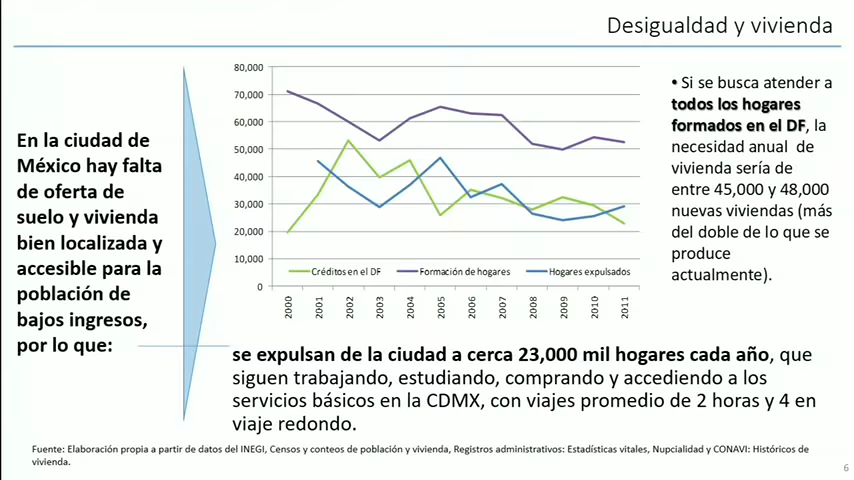 Desigualdad y vivienda
En la ciudad de
México hay falta
de oferta de
suelo y vivienda
bien localizada y
accesible para la
población de
bajos ingresos,
por lo que:
80,000
70,000
60,000
50,000
40,000
30,000
20,000
10,000
0
Créditos en el DF
Formación de hogares
Hogares expulsados
2000
2001
2002
2003
2004
2005
2006
2007
2008
2009
2010
2011
• Si se busca atender a
todos los hogares
formados en el DF, la
necesidad anual de
vivienda sería de
entre 45,000 y 48,000
nuevas viviendas (más
del doble de lo que se
produce
actualmente).
se expulsan de la ciudad a cerca 23,000 mil hogares cada año, que
siguen trabajando, estudiando, comprando y accediendo a los
servicios básicos en la CDMX, con viajes promedio de 2 horas y 4 en
viaje redondo.
Fuente: Elaboración propia a partir de datos del INEGI, Censos y conteos de población y vivienda, Registros administrativos: Estadísticas vitales, Nupcialidad y CONAVI: Históricos de
vivienda.
6